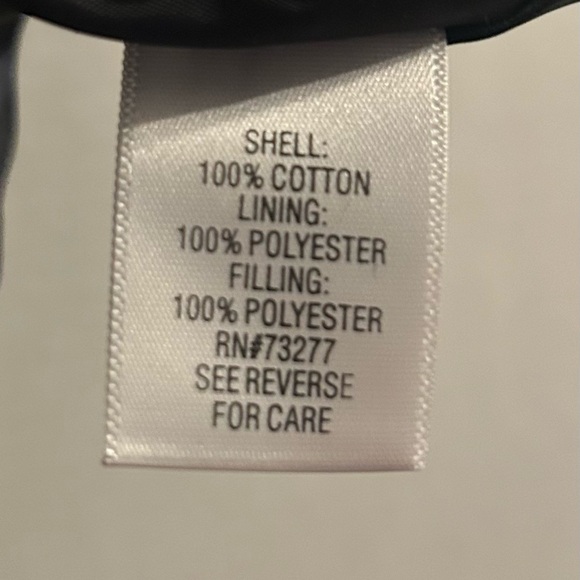 SHELL:
100% COTTON
LINING:
100% POLYESTER
FILLING:
100% POLYESTER
RN#73277
SEE REVERSE
FOR CARE